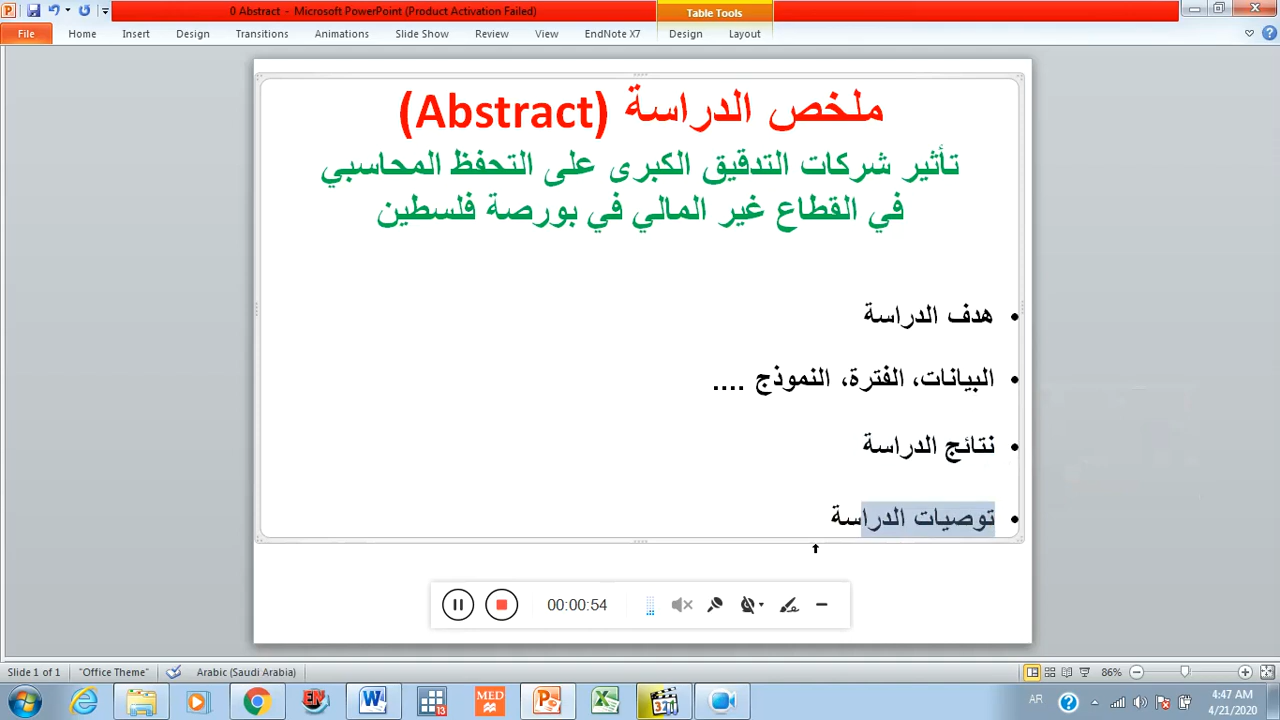 0 Abstract - Microsoft PowerPoint (Product Activation Failed)
Table Tools
File Home Insert Design Transitions Animations Slide Show Review View EndNote X7 Design Layout
ملخص الدراسة (Abstract)
تأثير شركات التدقيق الكبرى على التحفظ المحاسبي
في القطاع غير المالي في بورصة فلسطين
• هدف الدراسة
• البيانات، الفترة، النموذج ....
• نتائج الدراسة
• توصيات الدراسة
00:00:54
Slide 1 of 1 "Office Theme" Arabic (Saudi Arabia) 86%
13 MED 321 AR 4:47 AM
4/21/2020